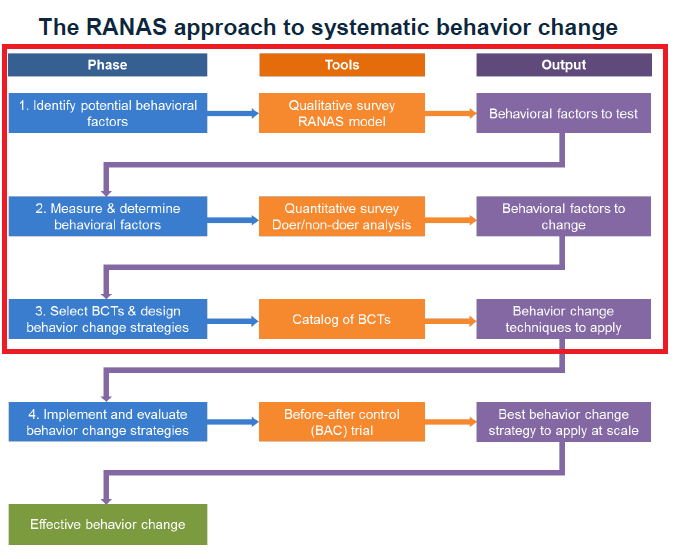 The RANAS approach to systematic behavior change
Phase
Tools
Output
1. Identify potential behavioral
factors
Qualitative survey
RANAS model
Behavioral factors to test
2. Measure & determine
behavioral factors
Quantitative survey
Doer/non-doer analysis
Behavioral factors to
change
3. Select BCTs & design
behavior change strategies
Catalog of BCTs
Behavior change
techniques to apply
4. Implement and evaluate
behavior change strategies
Before-after control
(BAC) trial
Best behavior change
strategy to apply at scale
Effective behavior change